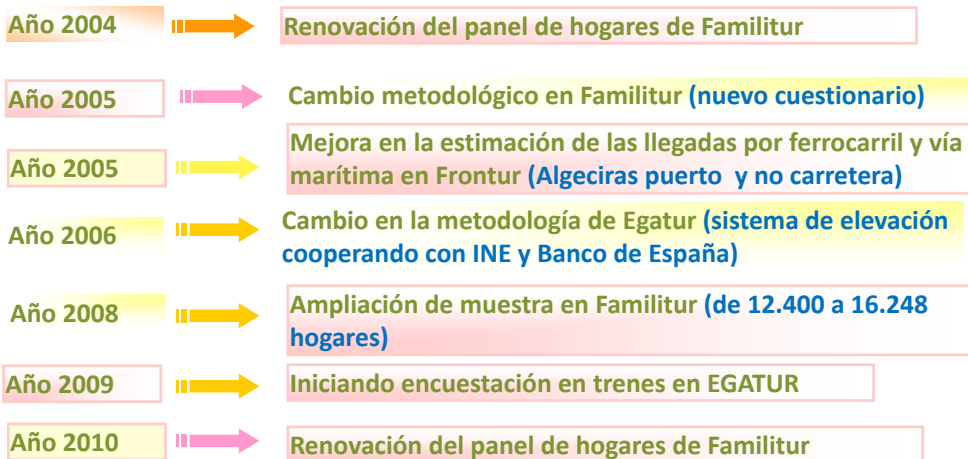 Año 2004
Renovación del panel de hogares de Familitur
Año 2005
Cambio metodológico en Familitur (nuevo cuestionario)
Año 2005
Mejora en la estimación de las llegadas por ferrocarril y vía
marítima en Frontur (Algeciras puerto y no carretera)
Año 2006
Cambio en la metodología de Egatur (sistema de elevación
cooperando con INE y Banco de España)
Año 2008
Ampliación de muestra en Familitur (de 12.400 a 16.248
hogares)
Año 2009
Iniciando encuestación en trenes en EGATUR
Año 2010
Renovación del panel de hogares de Familitur